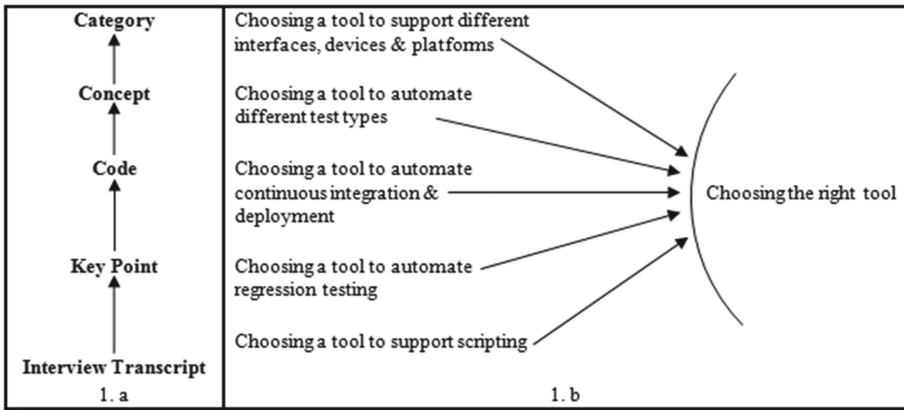 Category
Concept
Code
Key Point
Interview Transcript
1. a
Choosing a tool to support different
interfaces, devices & platforms
Choosing a tool to automate
different test types
Choosing a tool to automate
continuous integration &
deployment
Choosing a tool to automate
regression testing
Choosing a tool to support scripting
Choosing the right tool
1. b